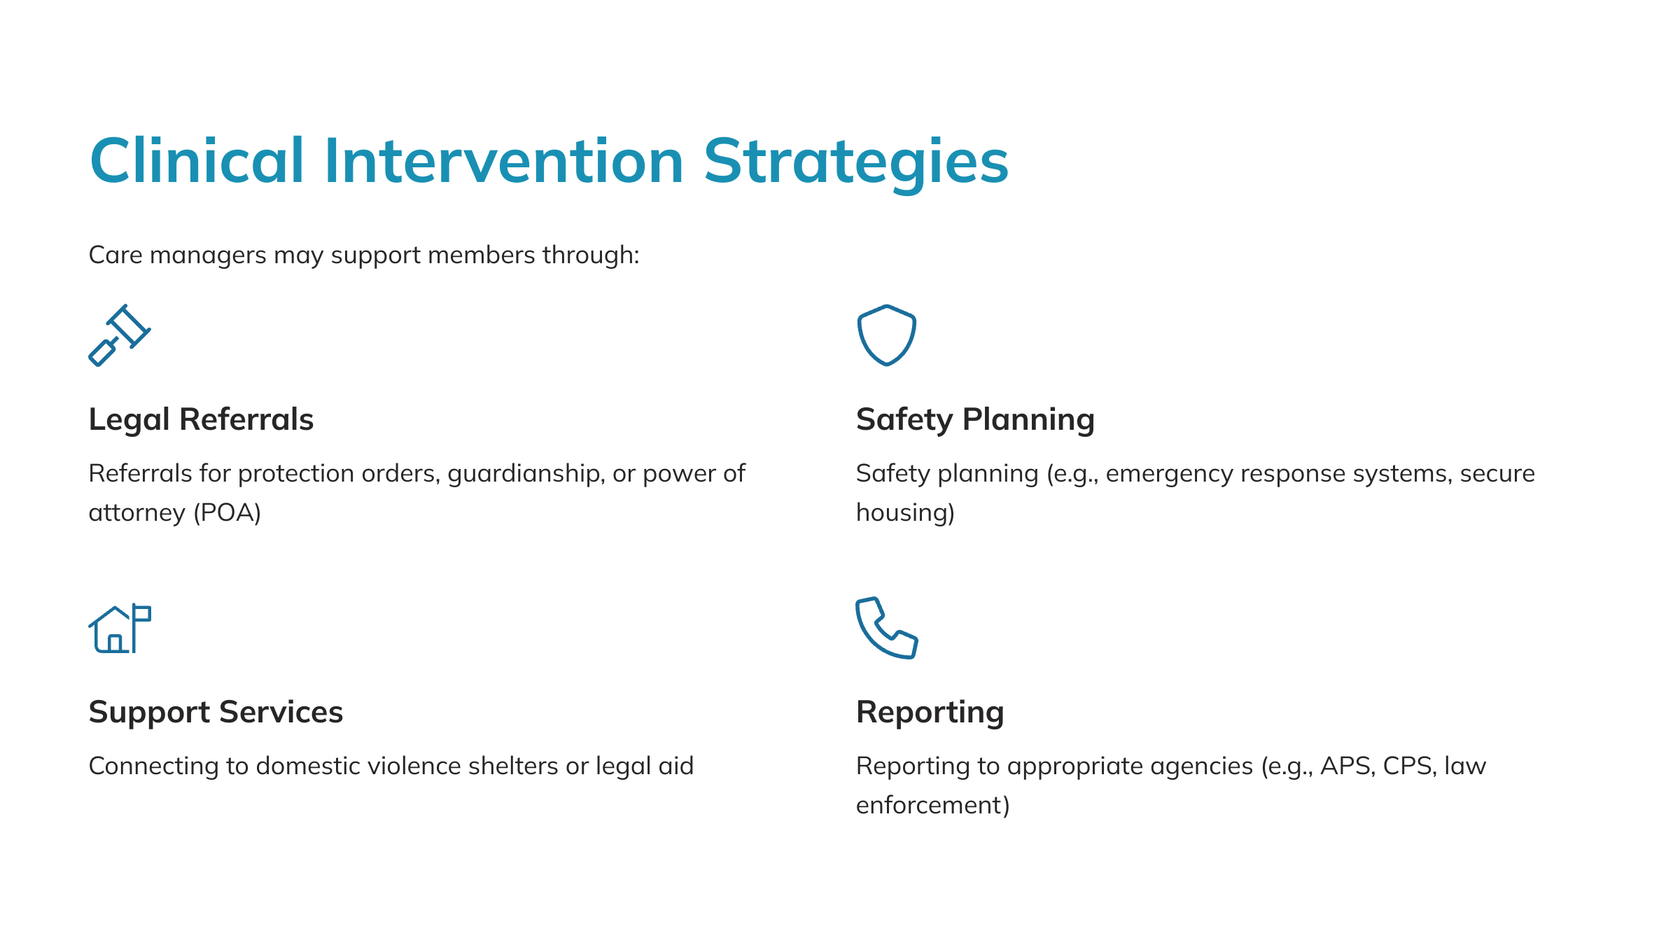 Clinical Intervention Strategies
Care managers may support members through:
Legal Referrals
Referrals for protection orders, guardianship, or power of
attorney (POA)
Safety Planning
Safety planning (e.g., emergency response systems, secure
housing)
Support Services
Connecting to domestic violence shelters or legal aid
Reporting
Reporting to appropriate agencies (e.g., APS, CPS, law
enforcement)